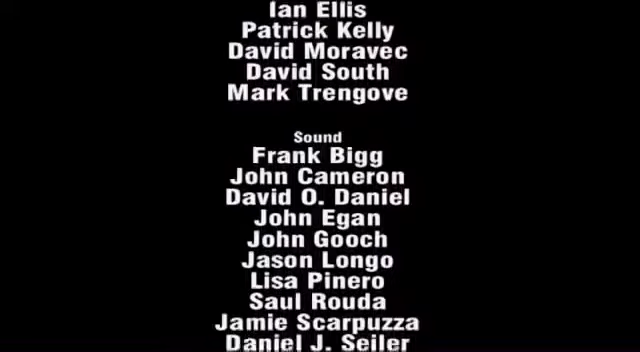 Ian Ellis
Patrick Kelly
David Moravec
David South
Mark Trengove
Sound
Frank Bigg
John Cameron
David O. Daniel
John Egan
John Gooch
Jason Longo
Lisa Pinero
Saul Rouda
Jamie Scarpuzza
Daniel J. Seiler